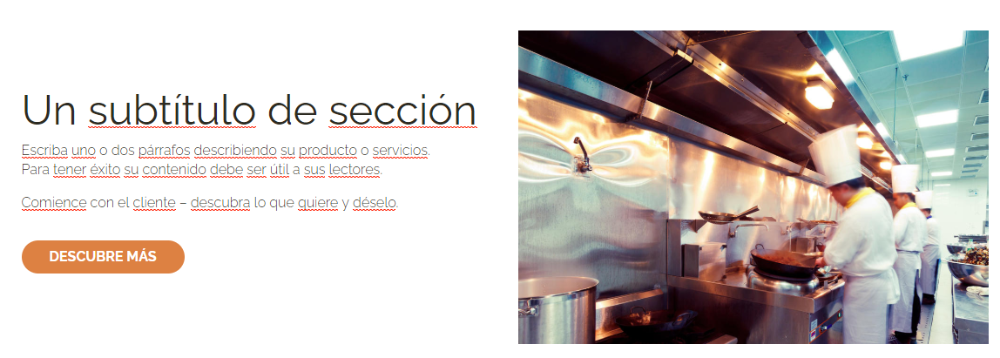 Un subtítulo de sección
Escriba uno o dos párrafos describiendo su producto o servicios.
Para tener éxito su contenido debe ser útil a sus lectores.
Comience con el cliente – descubra lo que quiere y déselo.
DESCUBRE MÁS